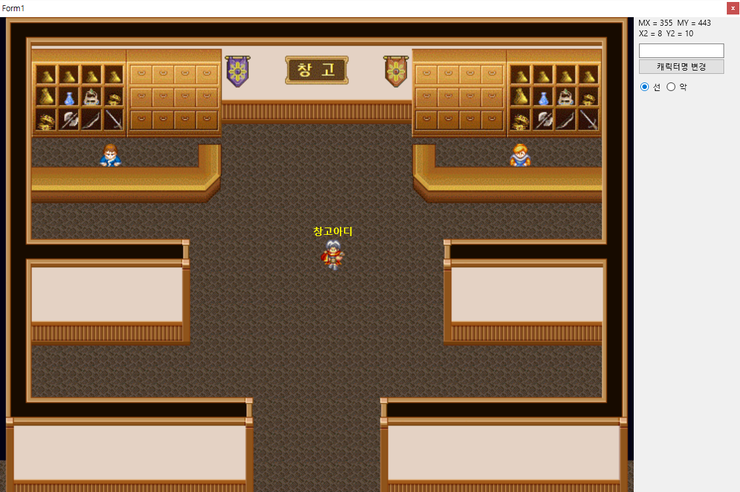 Form1
x
MX = 355 MY = 443
X2 = 8 Y2 = 10
캐릭터명 변경
선 악
창 고
창고아디